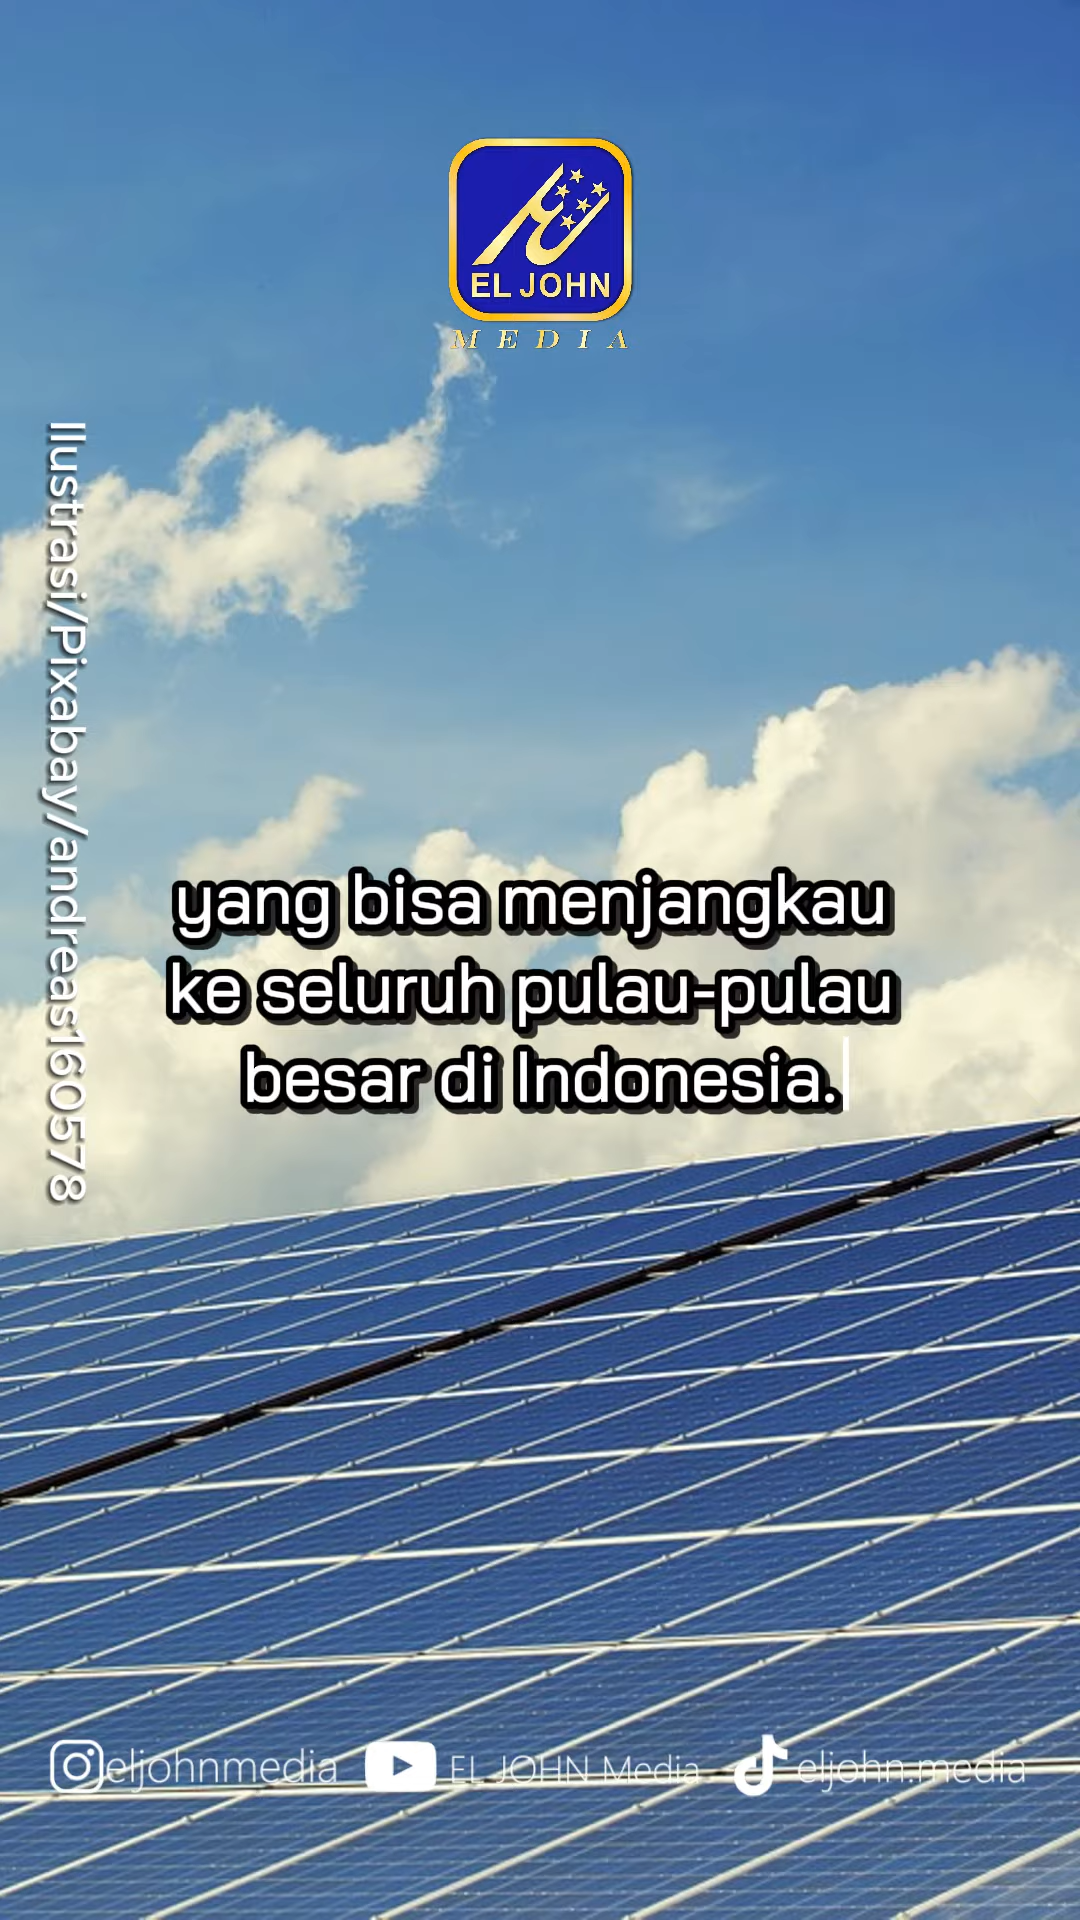 EL JOHN
MEDIA
Ilustrasi/Pixabay/andreas160578
yang bisa menjangkau
ke seluruh pulau-pulau
besar di Indonesia.
eljohnmedia
EL JOHN Media
eljohn.media